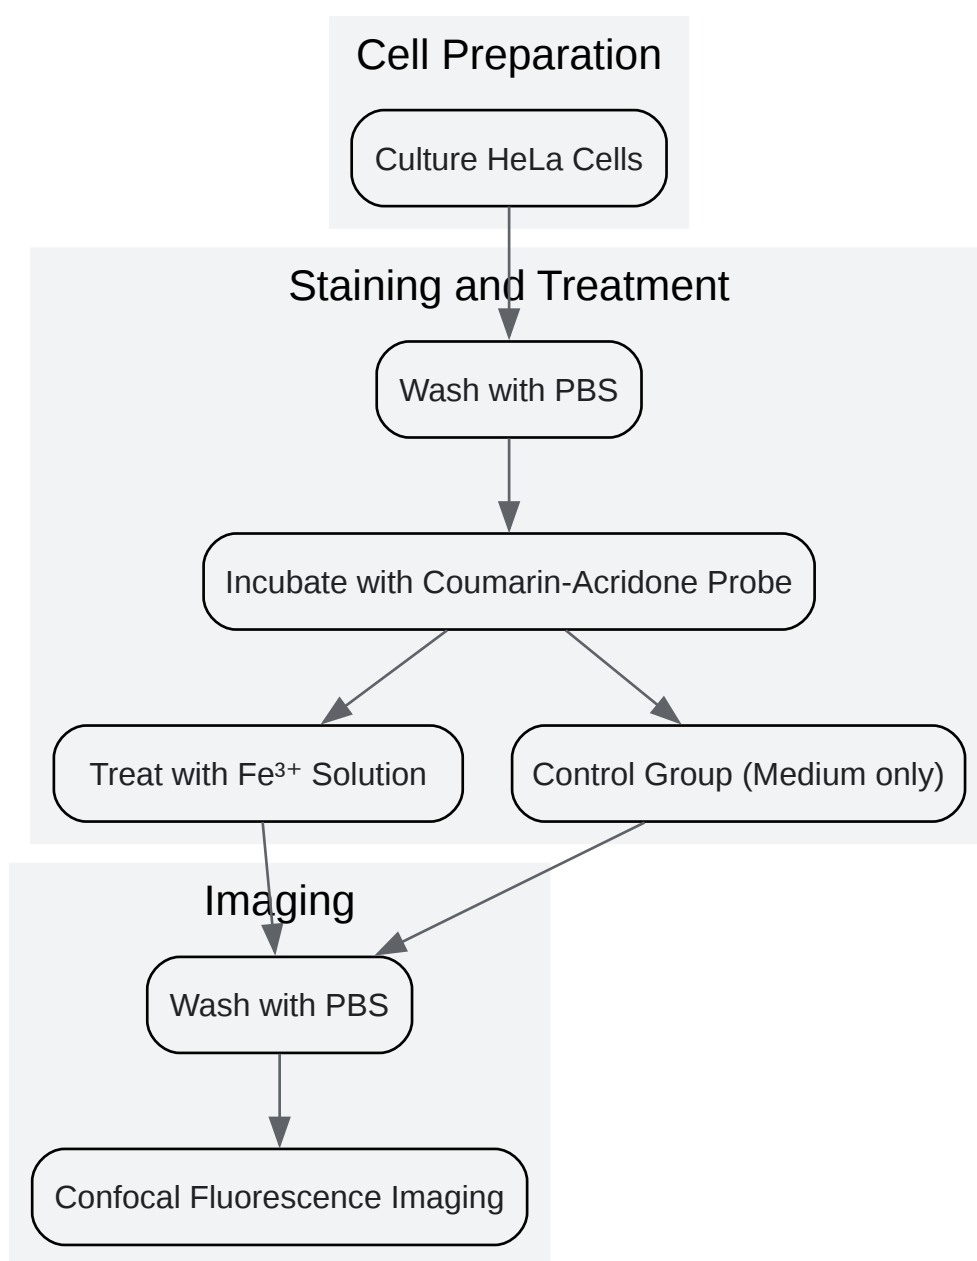 Cell Preparation
Culture HeLa Cells
Staining and Treatment
Wash with PBS
Incubate with Coumarin-Acridone Probe
Treat with Fe³⁺ Solution
Control Group (Medium only)
Imaging
Wash with PBS
Confocal Fluorescence Imaging